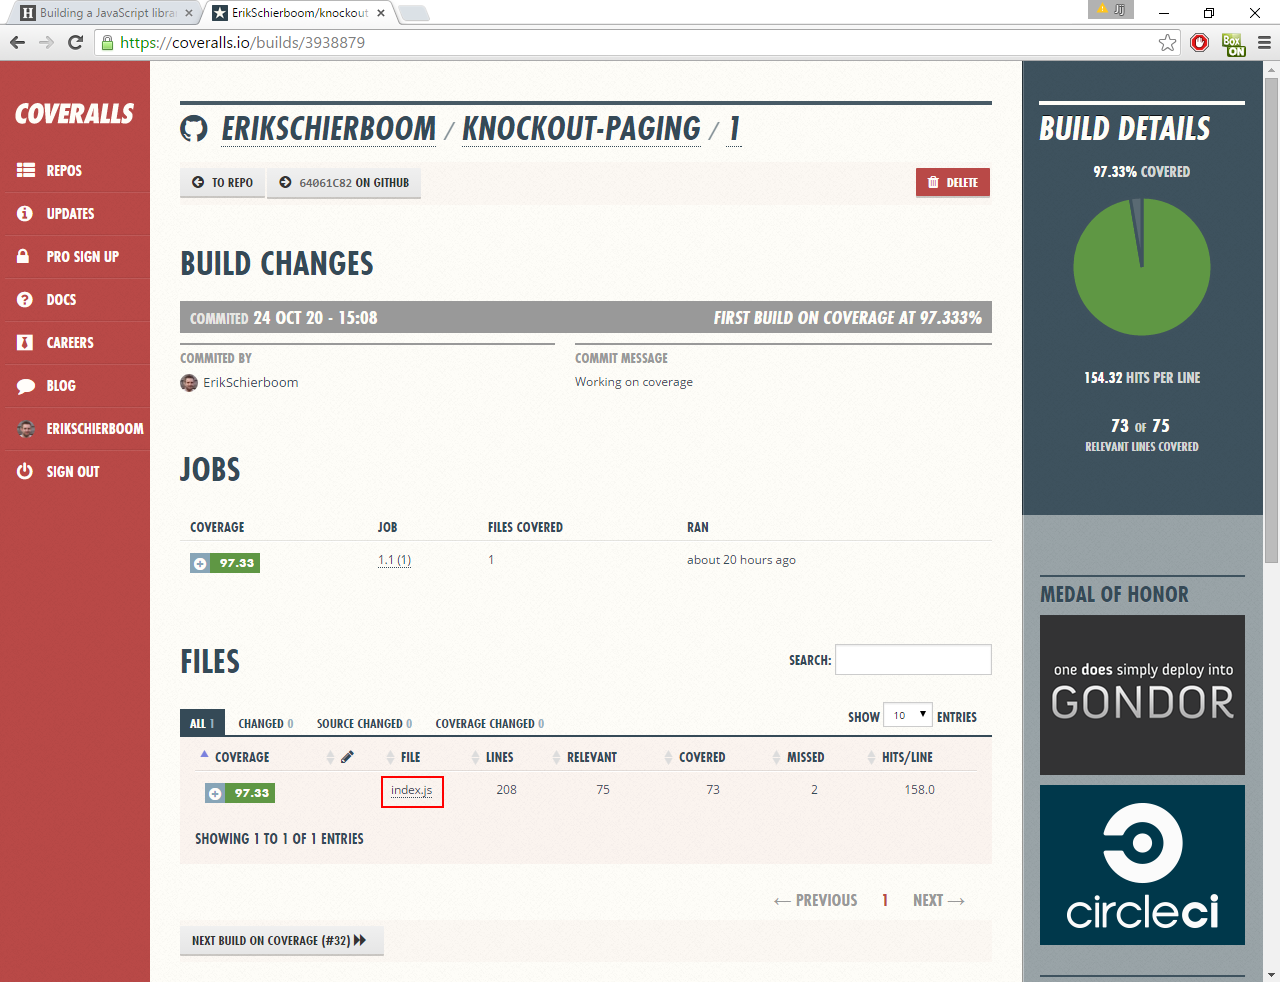 Building a JavaScript libra
ErikSchierboom/knockout
Jij
https://coveralls.io/builds/3938879
Box
ON
COVERALLS
REPOS
UPDATES
PRO SIGN UP
DOCS
CAREERS
BLOG
ERIKSCHIERBOOM
SIGN OUT
ERIKSCHIERBOOM / KNOCKOUT-PAGING / 1
TO REPO
64061C82 ON GITHUB
DELETE
BUILD CHANGES
COMMITED 24 OCT 20 - 15:08
FIRST BUILD ON COVERAGE AT 97.333%
COMMITED BY
COMMIT MESSAGE
ErikSchierboom
Working on coverage
JOBS
COVERAGE JOB FILES COVERED RAN
97.33 1.1 (1) 1 about 20 hours ago
FILES
SEARCH:
ALL 1 CHANGED 0 SOURCE CHANGED 0 COVERAGE CHANGED 0
SHOW 10 ENTRIES
COVERAGE FILE LINES RELEVANT COVERED MISSED HITS/LINE
97.33 index.js 208 75 73 2 158.0
SHOWING 1 TO 1 OF 1 ENTRIES
← PREVIOUS 1 NEXT →
NEXT BUILD ON COVERAGE (#32)
BUILD DETAILS
97.33% COVERED
154.32 HITS PER LINE
73 OF 75
RELEVANT LINES COVERED
MEDAL OF HONOR
one does simply deploy into
GONDOR
circleci